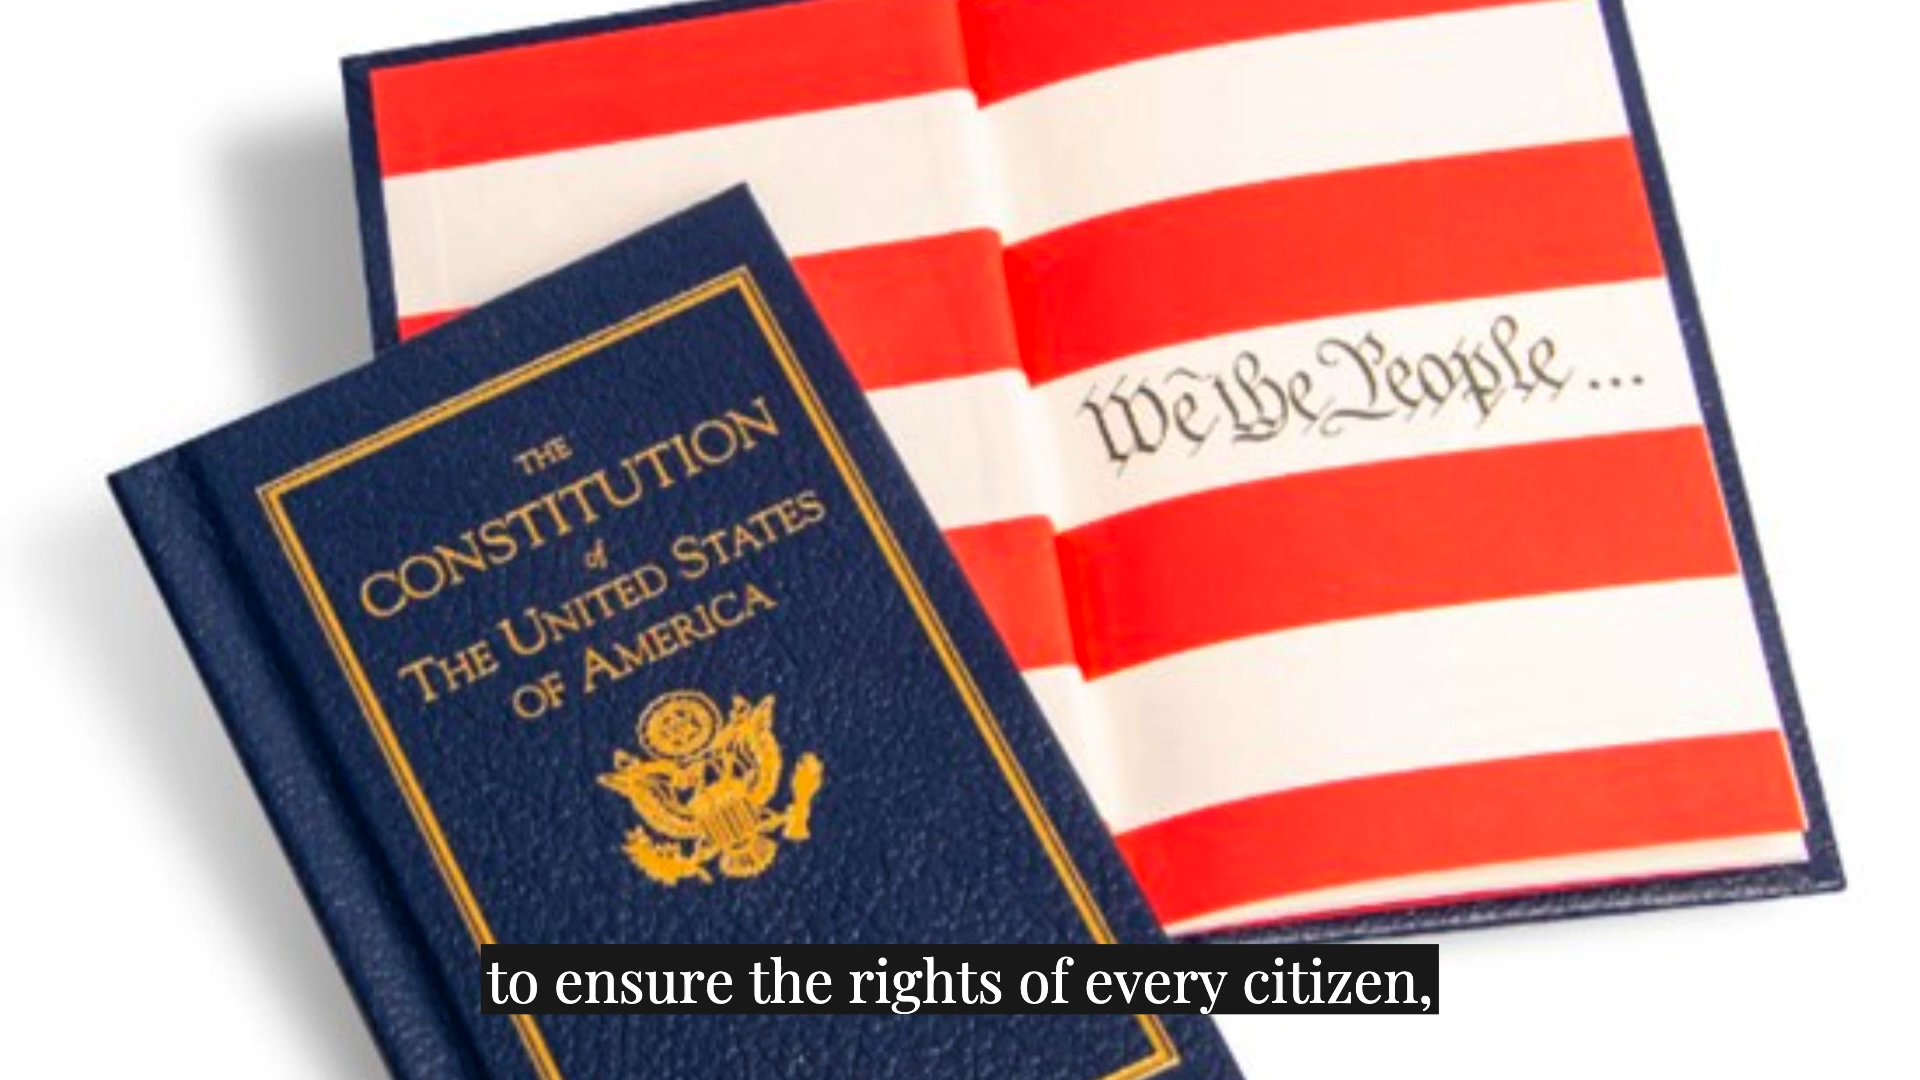 THE
CONSTITUTION
of
THE UNITED STATES
OF AMERICA
We the People...
to ensure the rights of every citizen,